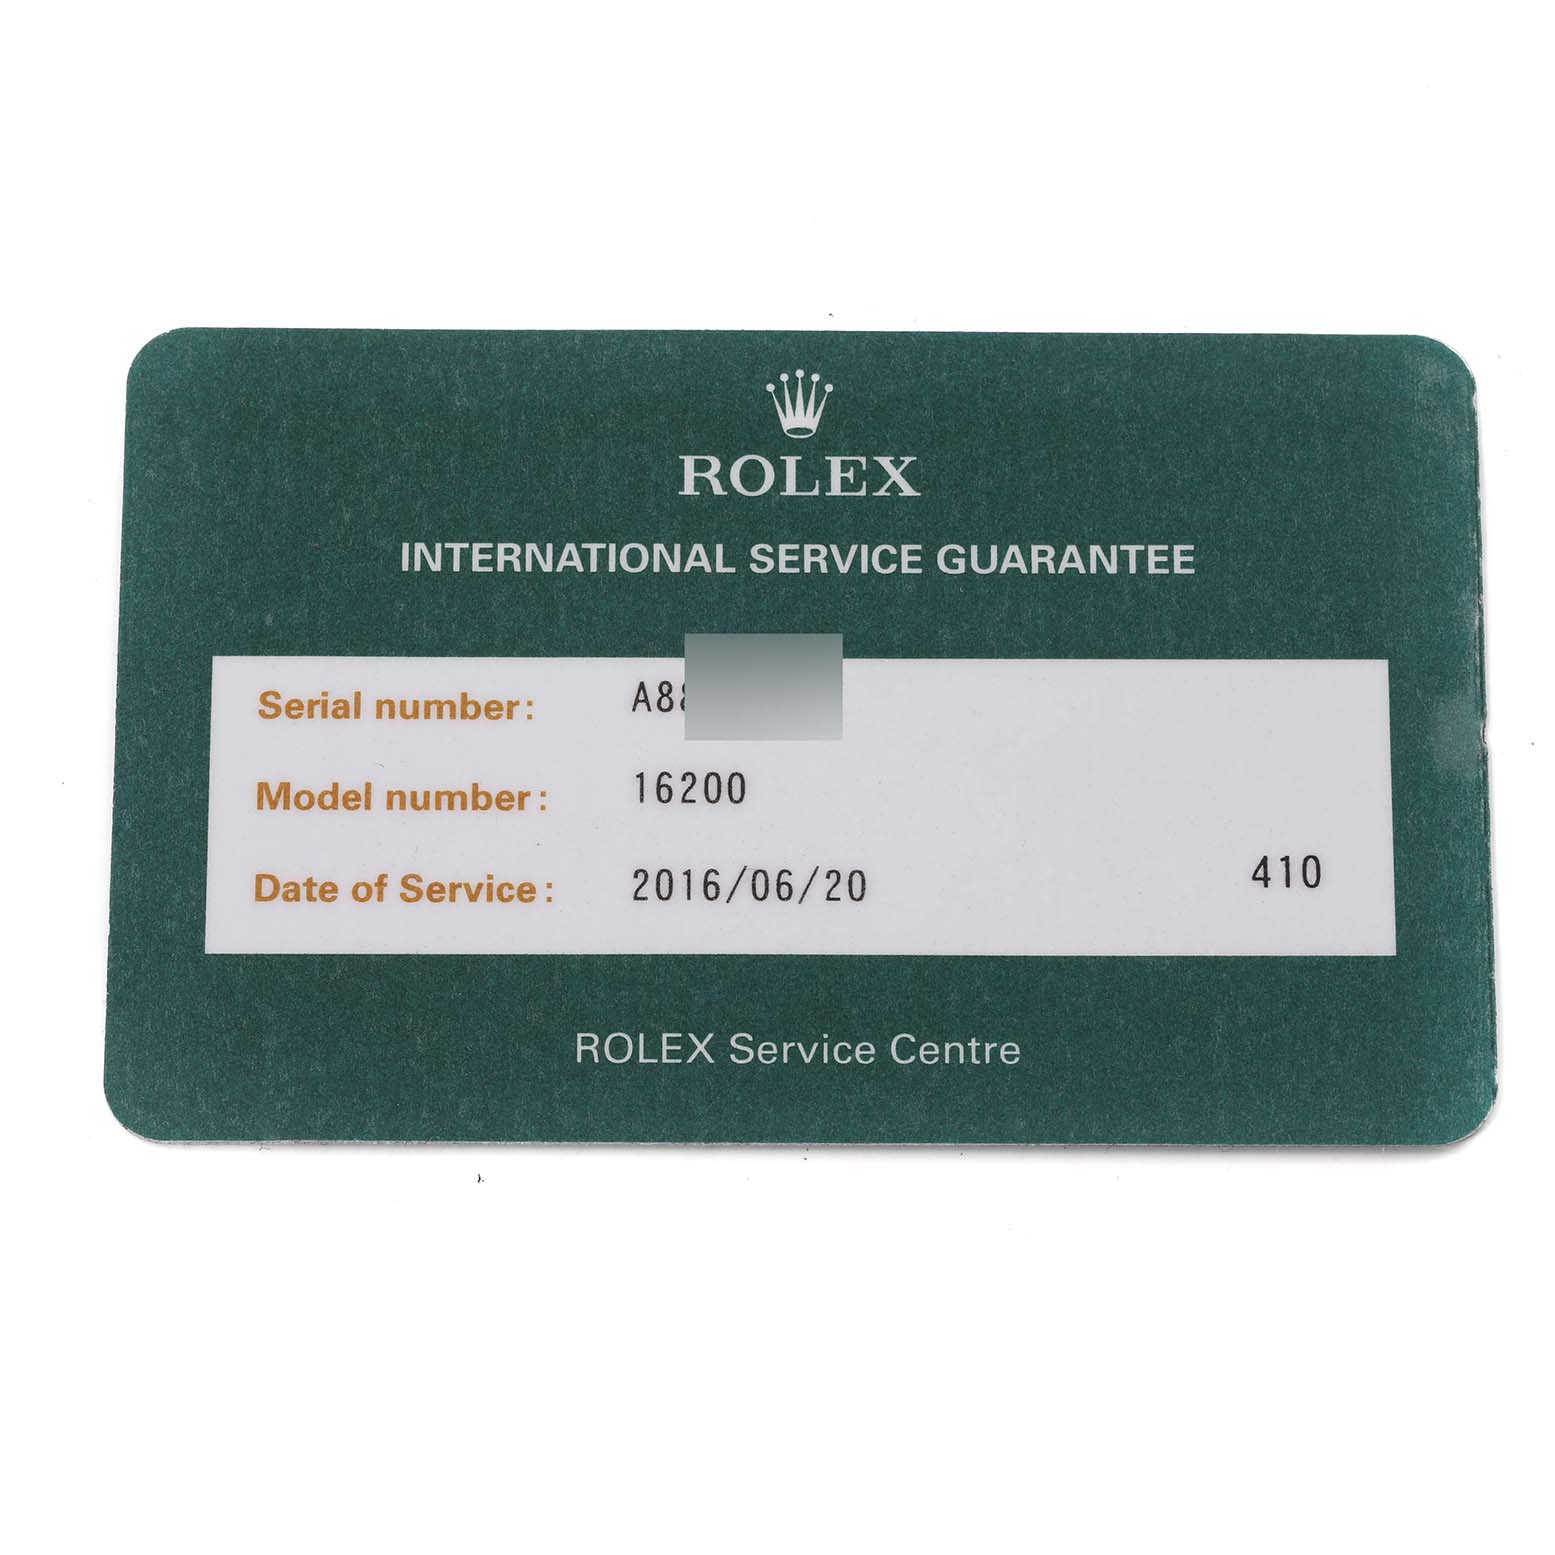 ROLEX
INTERNATIONAL SERVICE GUARANTEE
Serial number: A88
Model number: 16200
Date of Service: 2016/06/20 410
ROLEX Service Centre